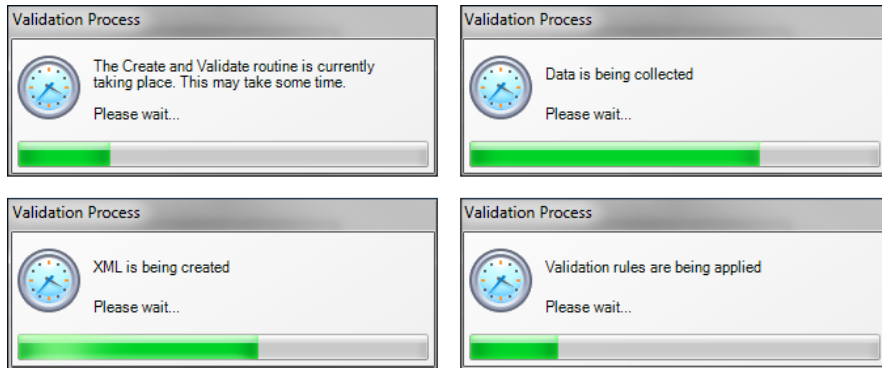 Validation Process
The Create and Validate routine is currently
taking place. This may take some time.
Please wait...
Validation Process
Data is being collected
Please wait...
Validation Process
XML is being created
Please wait...
Validation Process
Validation rules are being applied
Please wait...